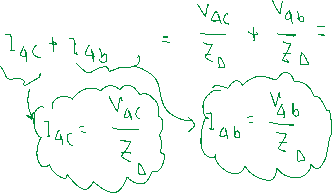 I_ac + I_ab = V_ac/Z_Δ + V_ab/Z_Δ =
I_ac = V_ac/Z_Δ
I_ab = V_ab/Z_Δ